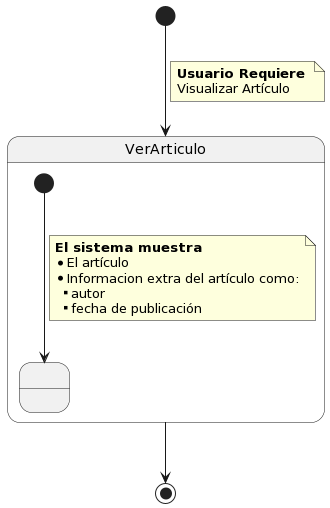 Usuario Requiere
Visualizar Artículo
VerArticulo
El sistema muestra
El artículo
Informacion extra del artículo como:
autor
fecha de publicación